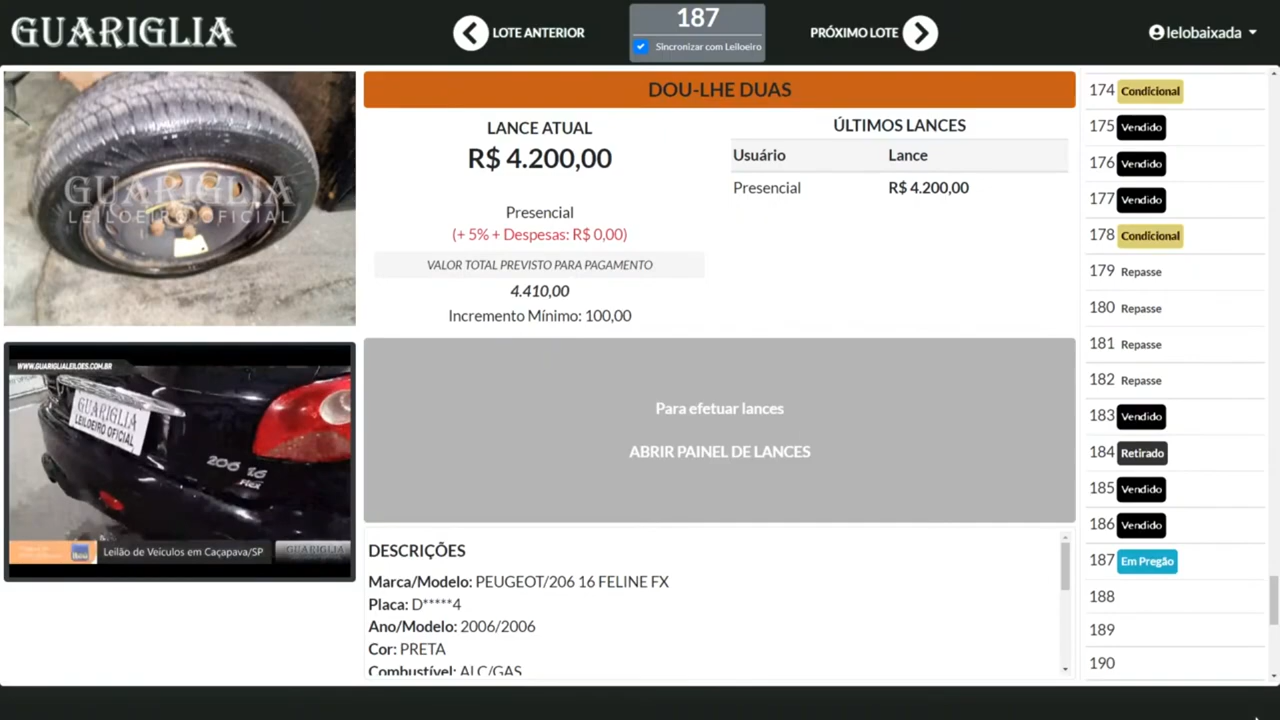 GUARIGLIA
LOTE ANTERIOR
187
Sincronizar com Leiloeiro
PRÓXIMO LOTE
lelobaixada
GUARIGLIA
LEILOEIRO OFICIAL
WWW.GUARIGLIALEILOES.COM.BR
GUARIGLIA
LEILOEIRO OFICIAL
206 16
Flex
Itaú
Leilão de Veículos em Caçapava/SP
GUARIGLIA
DOU-LHE DUAS
LANCE ATUAL
R$ 4.200,00
Presencial
(+ 5% + Despesas: R$ 0,00)
VALOR TOTAL PREVISTO PARA PAGAMENTO
4.410,00
Incremento Mínimo: 100,00
ÚLTIMOS LANCES
Usuário Lance
Presencial R$ 4.200,00
Para efetuar lances
ABRIR PAINEL DE LANCES
DESCRIÇÕES
Marca/Modelo: PEUGEOT/206 16 FELINE FX
Placa: D*****4
Ano/Modelo: 2006/2006
Cor: PRETA
Combustível: ALC/GAS
174 Condicional
175 Vendido
176 Vendido
177 Vendido
178 Condicional
179 Repasse
180 Repasse
181 Repasse
182 Repasse
183 Vendido
184 Retirado
185 Vendido
186 Vendido
187 Em Pregão
188
189
190